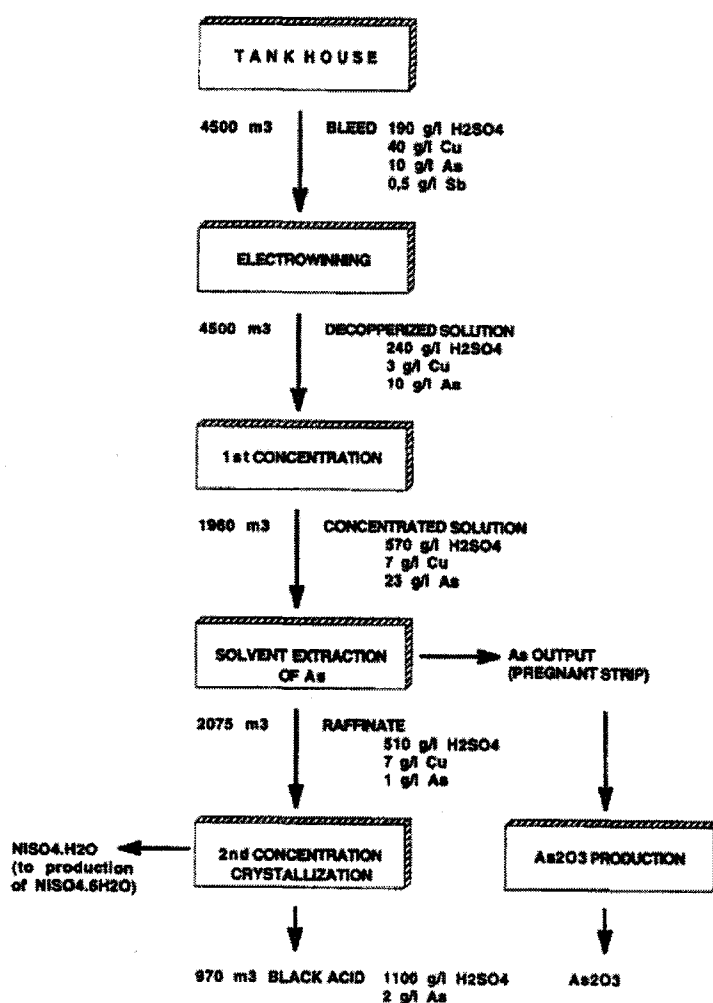 TANK HOUSE
4500 m3 BLEED 190 g/l H2SO4
40 g/l Cu
10 g/l As
0,5 g/l Sb
ELECTROWINNING
4500 m3 DECOPPERIZED SOLUTION
240 g/l H2SO4
3 g/l Cu
10 g/l As
1st CONCENTRATION
1960 m3 CONCENTRATED SOLUTION
570 g/l H2SO4
7 g/l Cu
23 g/l As
SOLVENT EXTRACTION
OF As
As OUTPUT
(PREGNANT STRIP)
2075 m3 RAFFINATE
510 g/l H2SO4
7 g/l Cu
1 g/l As
NISO4.H2O
(to production
of NISO4.6H2O)
2nd CONCENTRATION
CRYSTALLIZATION
As2O3 PRODUCTION
970 m3 BLACK ACID 1100 g/l H2SO4
2 g/l As
As2O3